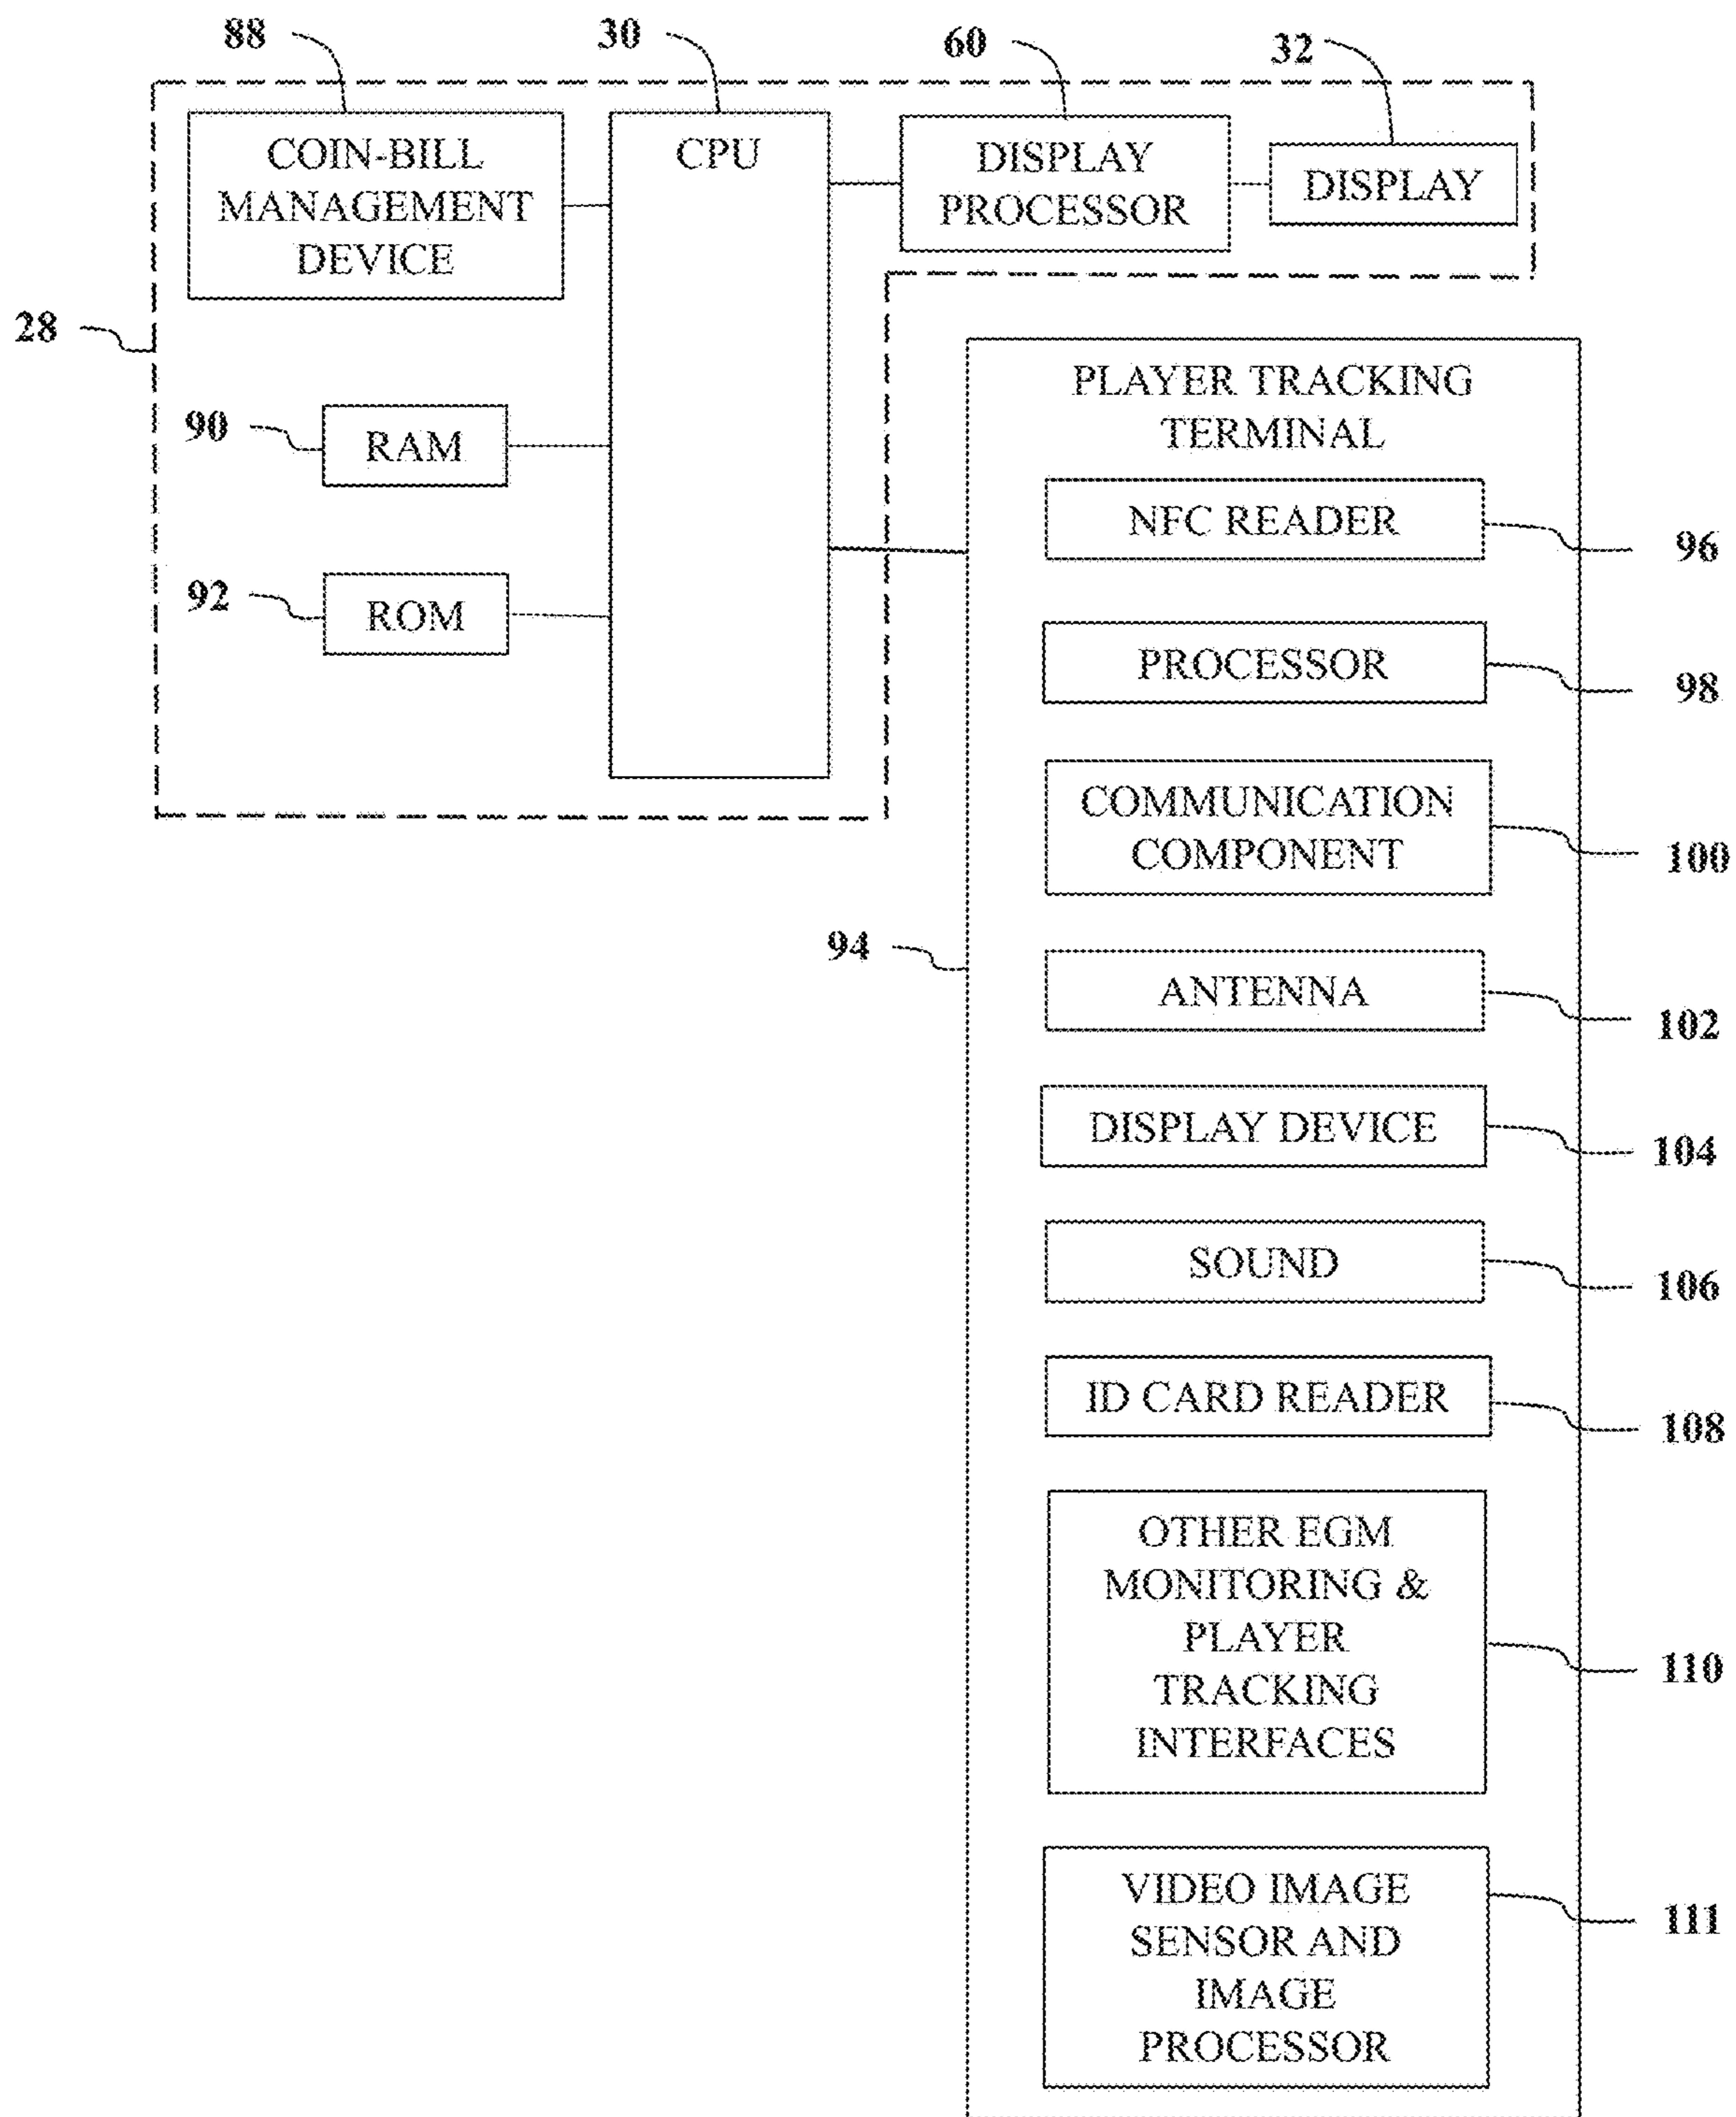 88
30
60
32
COIN-BILL
MANAGEMENT
DEVICE
CPU
DISPLAY
PROCESSOR
DISPLAY
28
90
RAM
92
ROM
PLAYER TRACKING
TERMINAL
NFC READER
96
PROCESSOR
98
COMMUNICATION
COMPONENT
100
94
ANTENNA
102
DISPLAY DEVICE
104
SOUND
106
ID CARD READER
108
OTHER EGM
MONITORING &
PLAYER
TRACKING
INTERFACES
110
VIDEO IMAGE
SENSOR AND
IMAGE
PROCESSOR
111